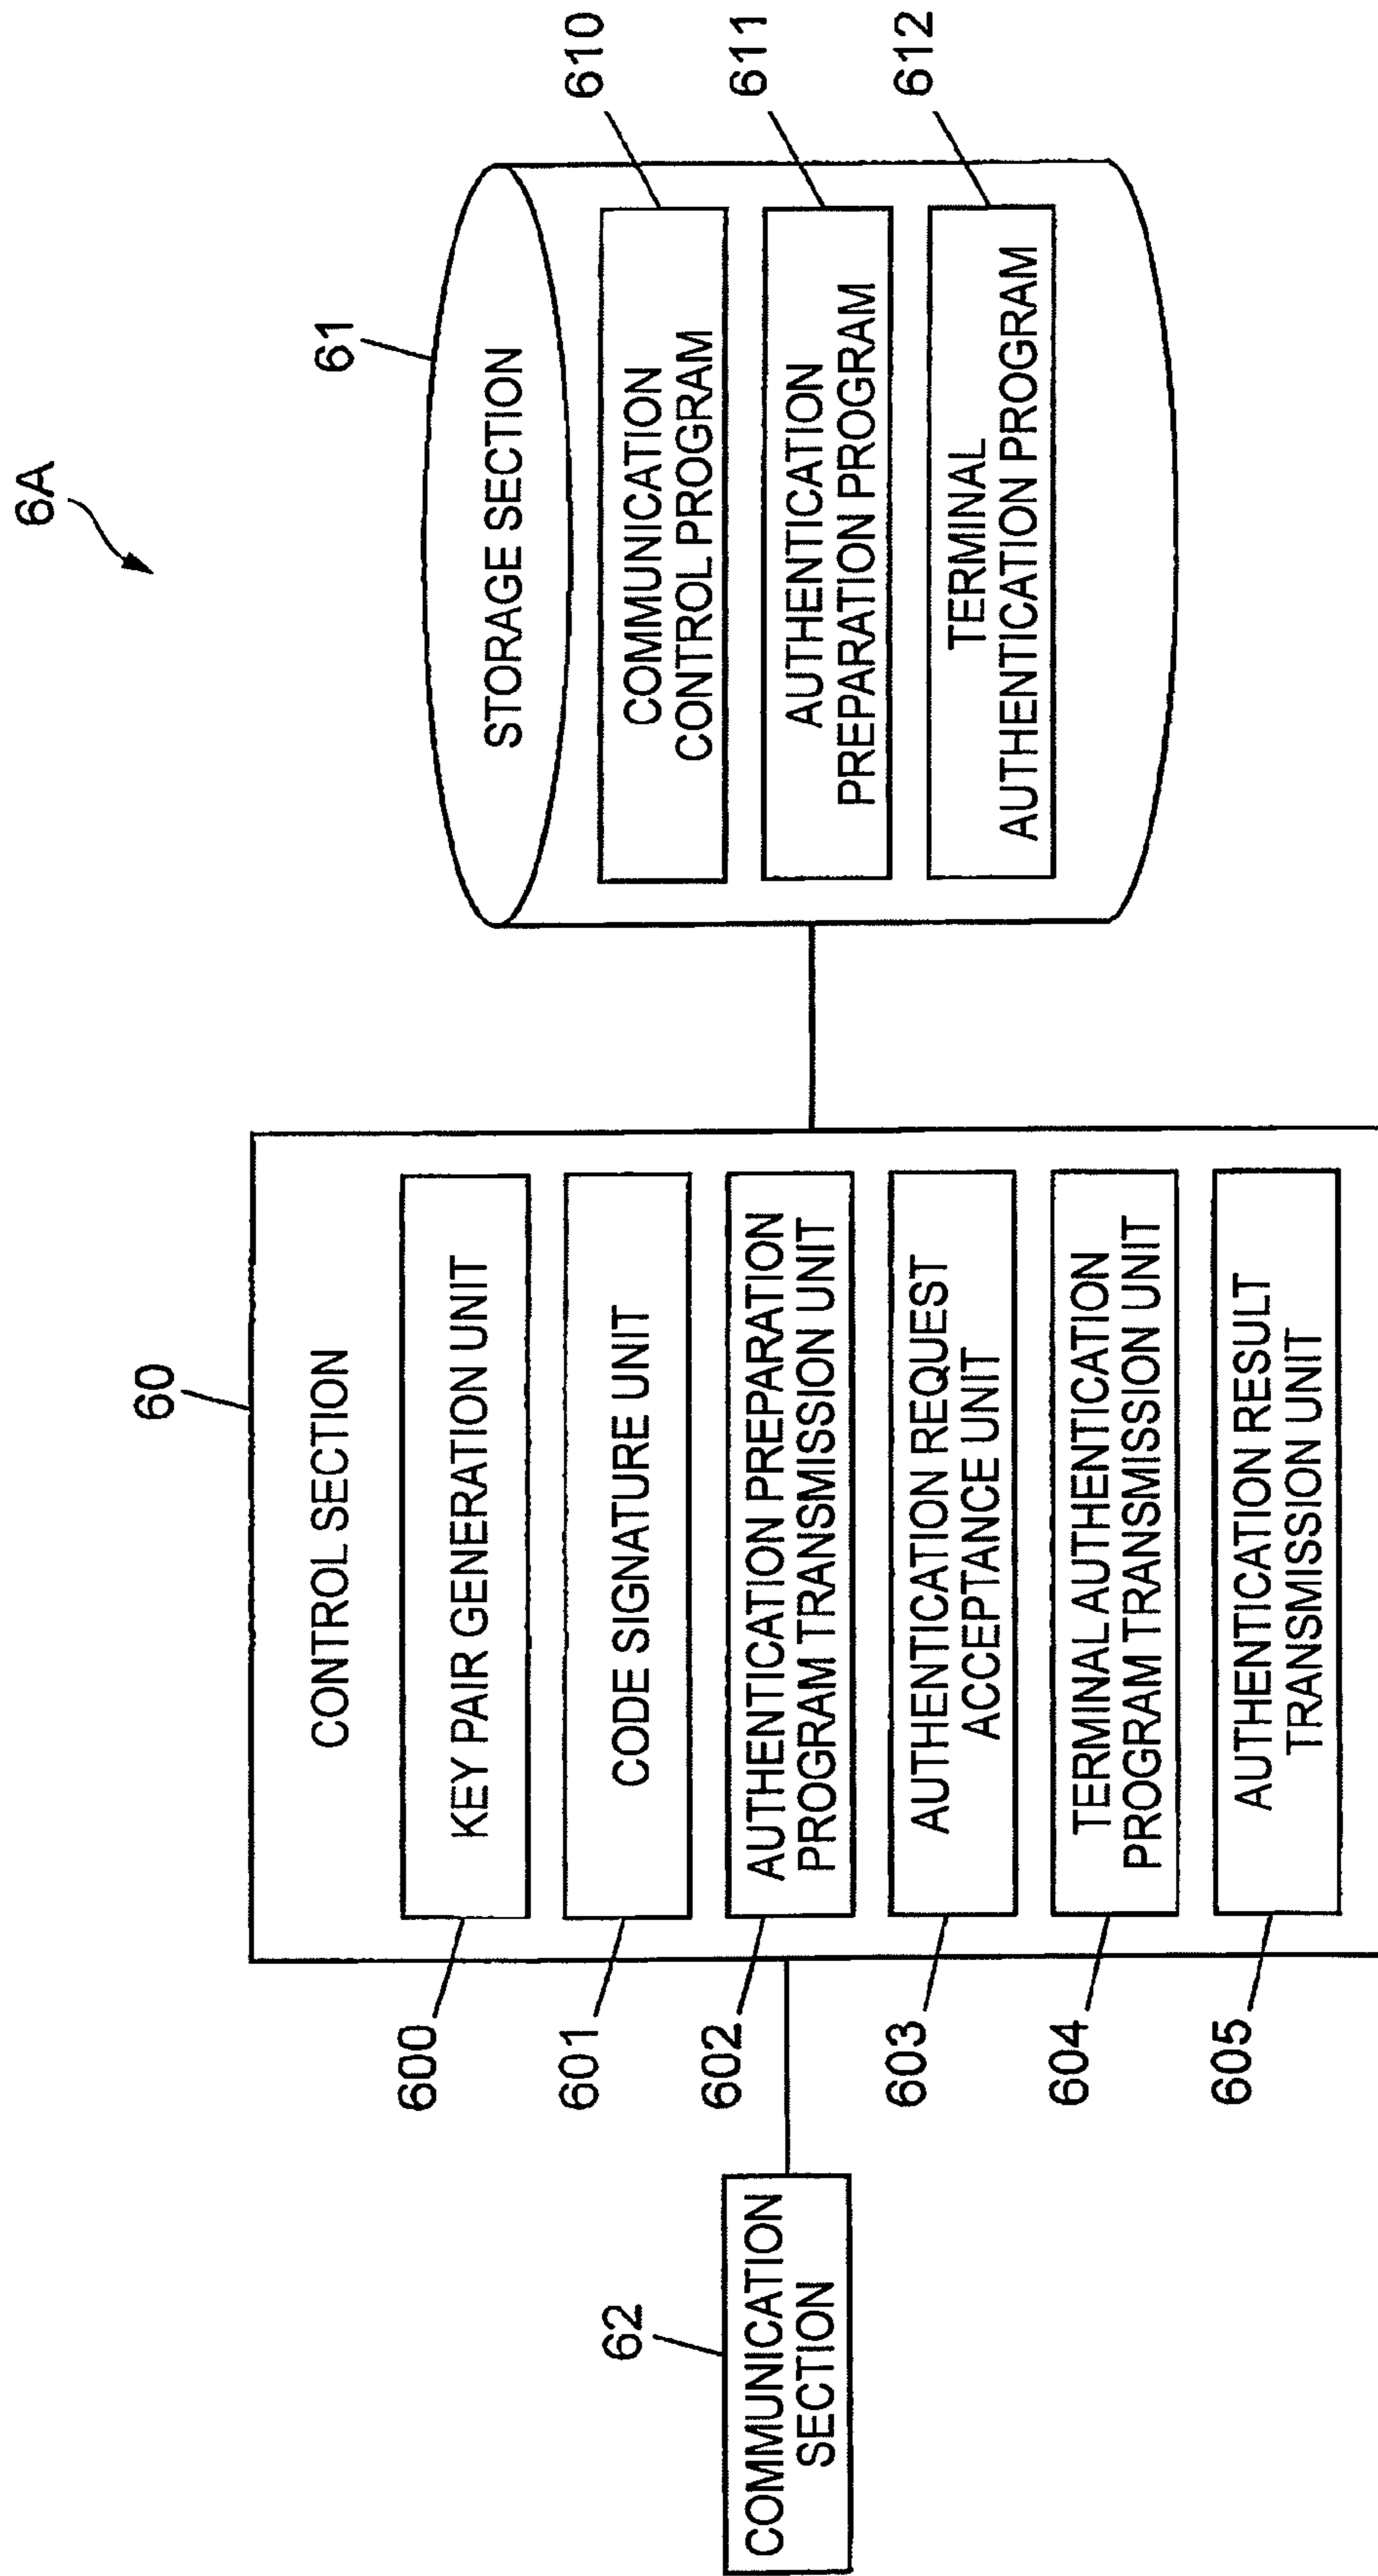 6A
62
COMMUNICATION
SECTION
60
CONTROL SECTION
600
KEY PAIR GENERATION UNIT
601
CODE SIGNATURE UNIT
602
AUTHENTICATION PREPARATION
PROGRAM TRANSMISSION UNIT
603
AUTHENTICATION REQUEST
ACCEPTANCE UNIT
604
TERMINAL AUTHENTICATION
PROGRAM TRANSMISSION UNIT
605
AUTHENTICATION RESULT
TRANSMISSION UNIT
61
STORAGE SECTION
COMMUNICATION
CONTROL PROGRAM
610
AUTHENTICATION
PREPARATION PROGRAM
611
TERMINAL
AUTHENTICATION PROGRAM
612